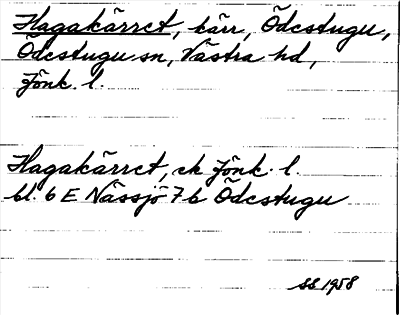 Hagakärret, kärr, Ödestugu,
Ödestugu sn, Västra hd,
Jönk. l.
Hagakärret, ek Jönk. l.
bl. 6 E Nässjö 7 b Ödestugu
SS 1958